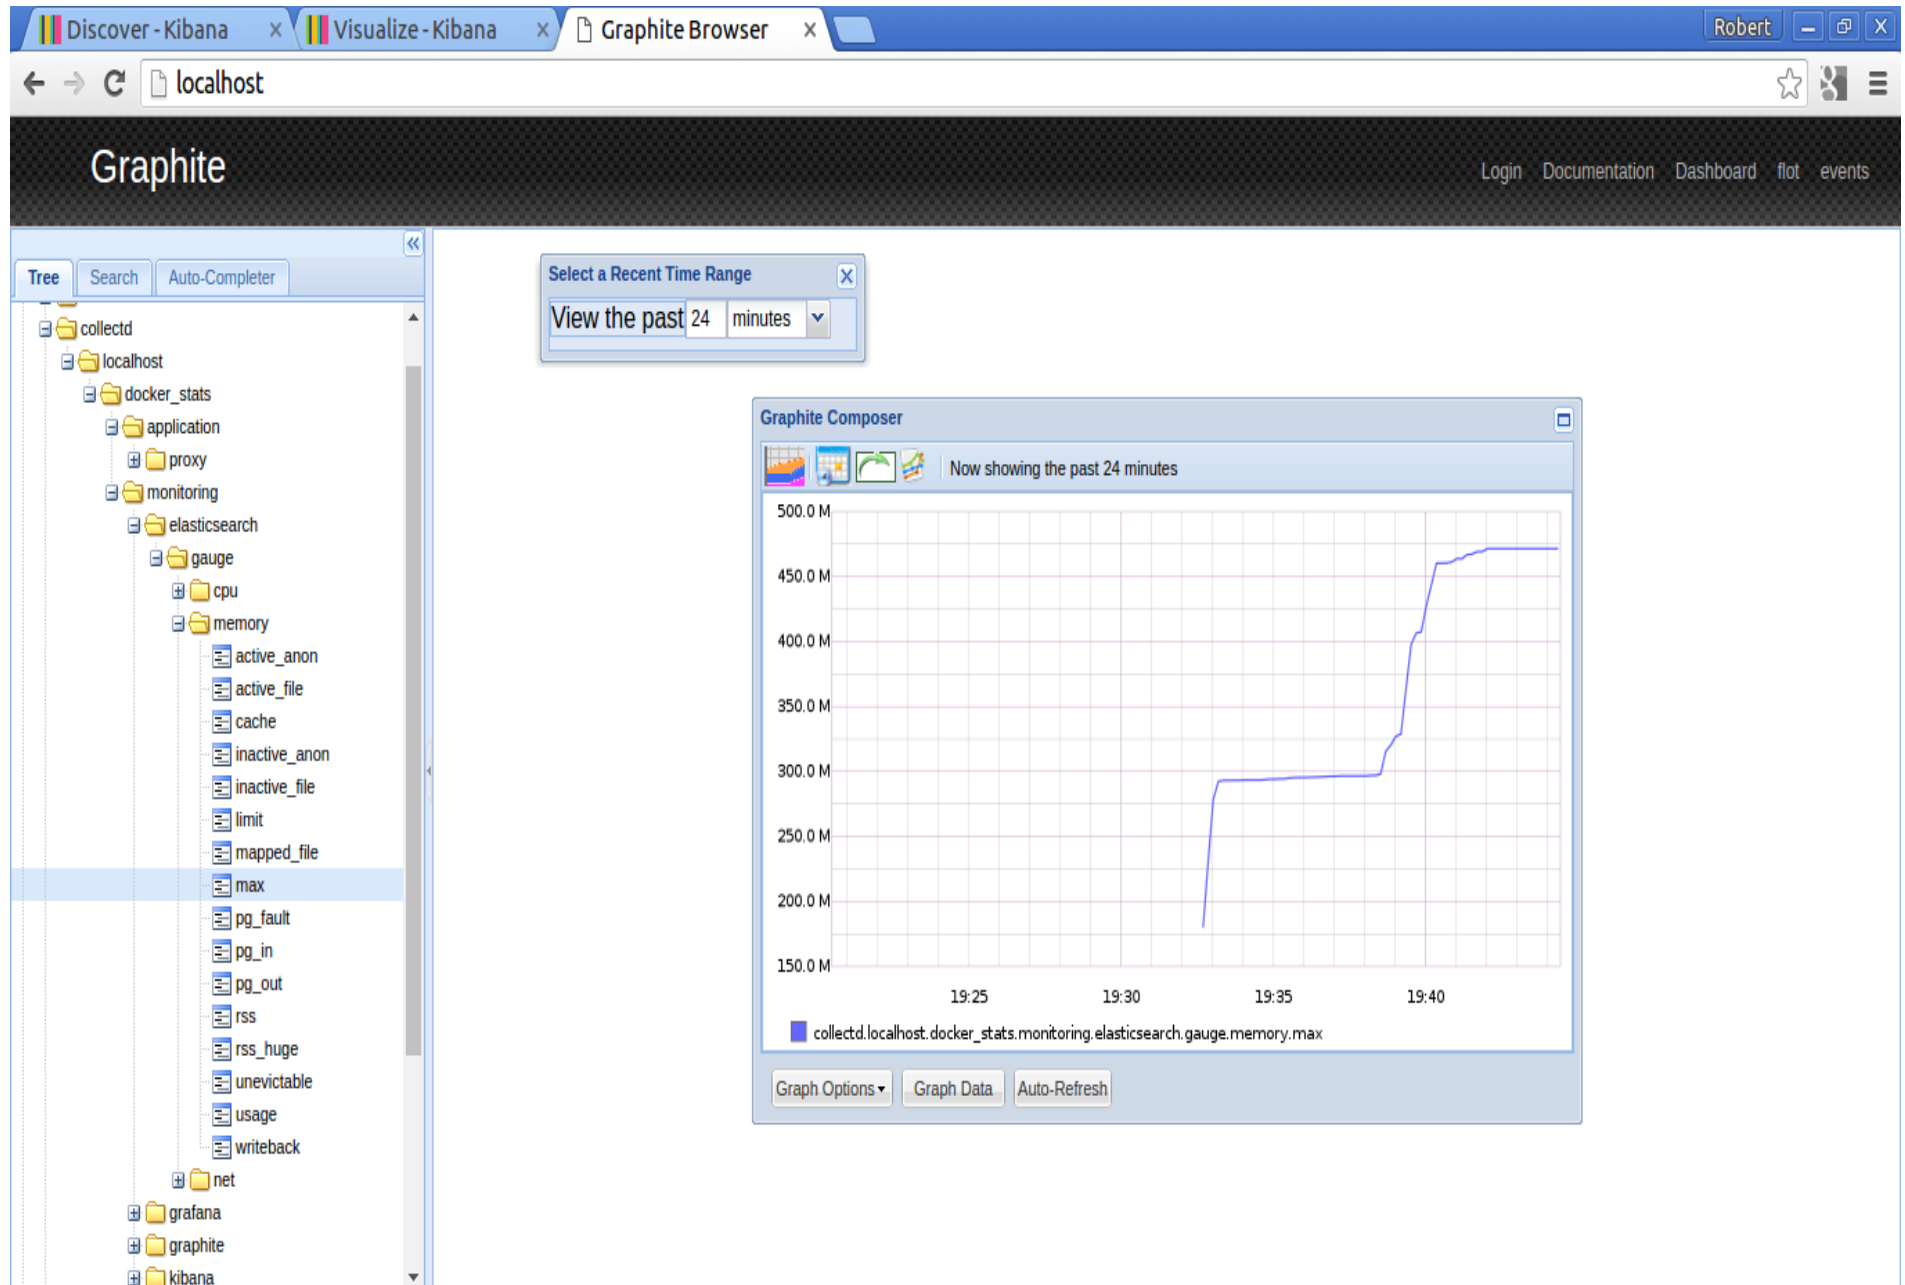 Discover - Kibana
Visualize - Kibana
Graphite Browser
Robert
localhost
Graphite
Login Documentation Dashboard flot events
Tree Search Auto-Completer
collectd
localhost
docker_stats
application
proxy
monitoring
elasticsearch
gauge
cpu
memory
active_anon
active_file
cache
inactive_anon
inactive_file
limit
mapped_file
max
pg_fault
pg_in
pg_out
rss
rss_huge
unevictable
usage
writeback
net
grafana
graphite
kibana
Select a Recent Time Range
View the past 24 minutes
Graphite Composer
Now showing the past 24 minutes
500.0 M
450.0 M
400.0 M
350.0 M
300.0 M
250.0 M
200.0 M
150.0 M
19:25 19:30 19:35 19:40
collectd.localhost.docker_stats.monitoring.elasticsearch.gauge.memory.max
Graph Options Graph Data Auto-Refresh